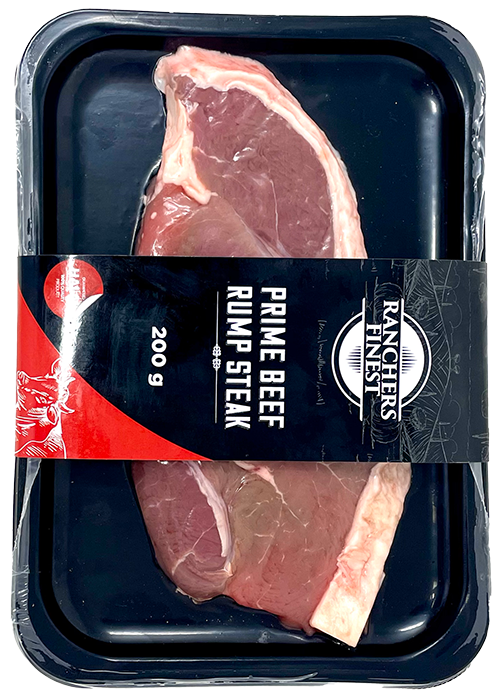 RANCHERS
FINEST
PRIME BEEF
RUMP STEAK
200 g